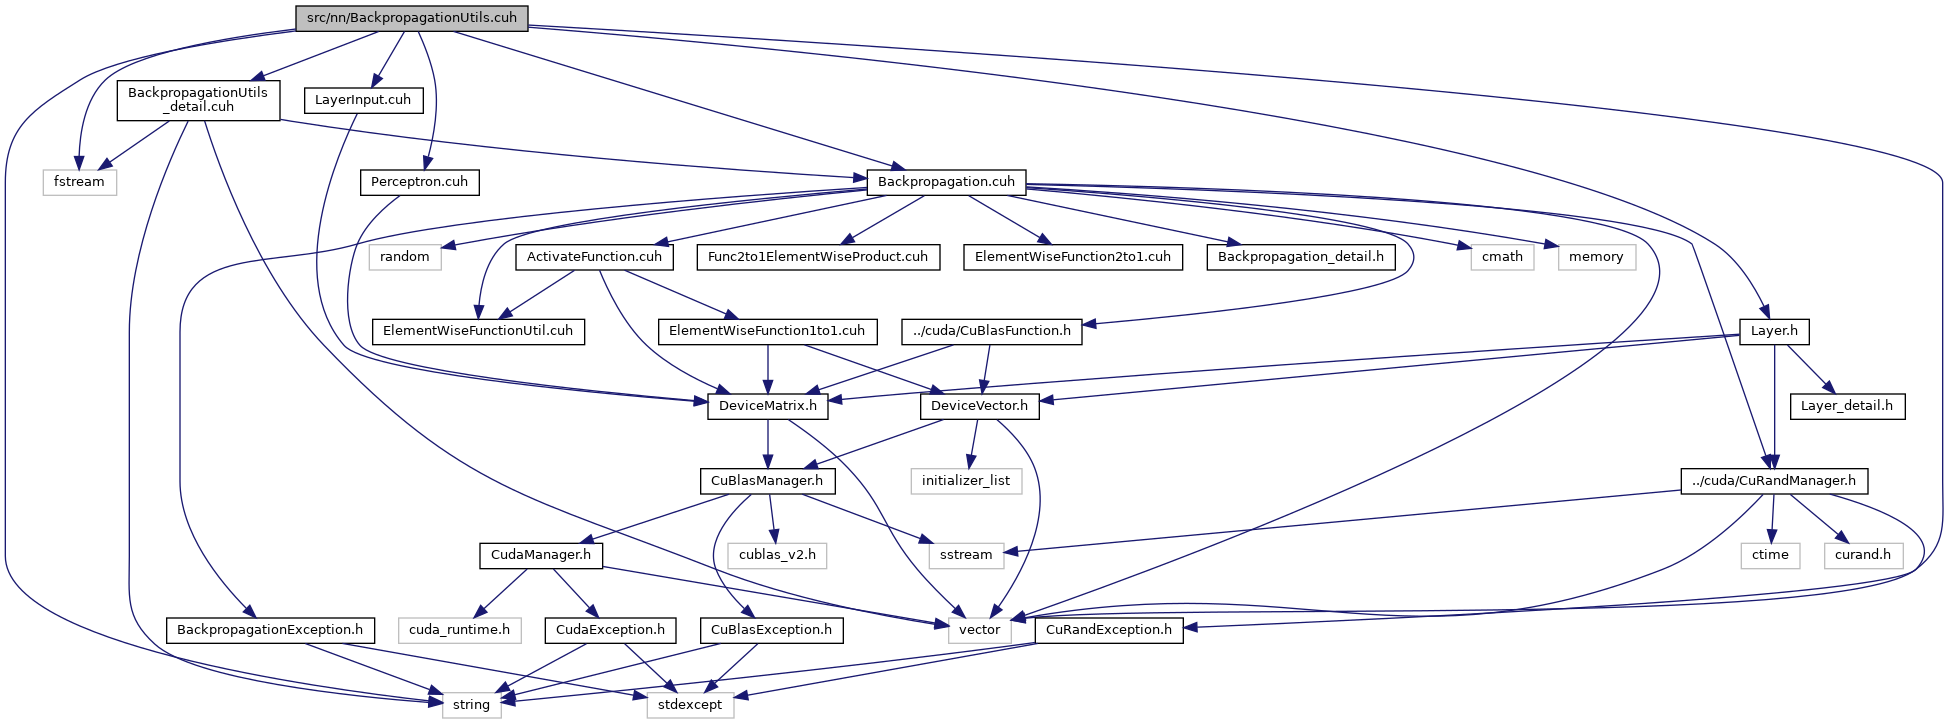 src/nn/BackpropagationUtils.cuh
BackpropagationUtils
_detail.cuh
LayerInput.cuh
fstream
Perceptron.cuh
Backpropagation.cuh
random
ActivateFunction.cuh
Func2to1ElementWiseProduct.cuh
ElementWiseFunction2to1.cuh
Backpropagation_detail.h
cmath
memory
ElementWiseFunctionUtil.cuh
ElementWiseFunction1to1.cuh
../cuda/CuBlasFunction.h
Layer.h
DeviceMatrix.h
DeviceVector.h
Layer_detail.h
CuBlasManager.h
initializer_list
../cuda/CuRandManager.h
CudaManager.h
cublas_v2.h
sstream
ctime
curand.h
BackpropagationException.h
cuda_runtime.h
CudaException.h
CuBlasException.h
vector
CuRandException.h
string
stdexcept